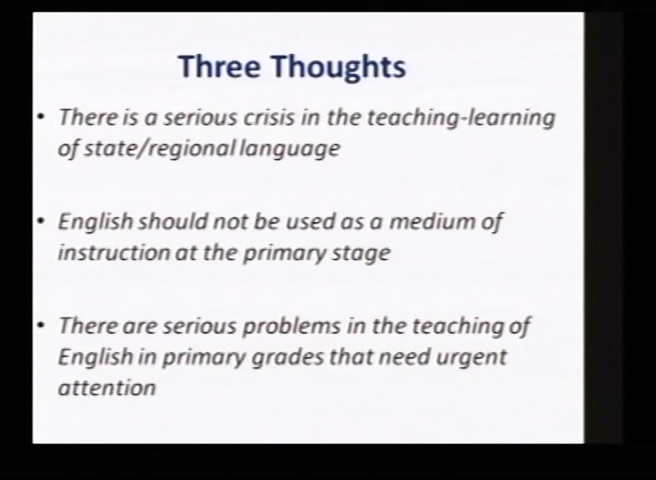 Three Thoughts
• There is a serious crisis in the teaching-learning
of state/regional language
• English should not be used as a medium of
instruction at the primary stage
• There are serious problems in the teaching of
English in primary grades that need urgent
attention